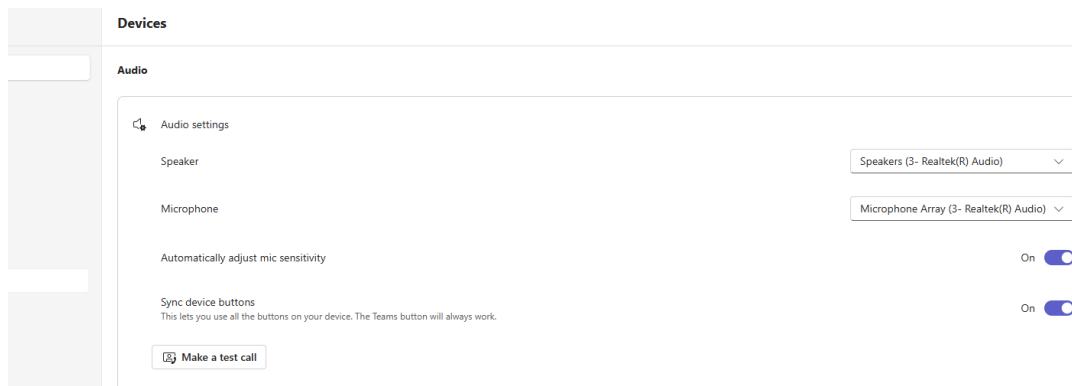 Devices
Audio
Audio settings
Speaker
Speakers (3- Realtek(R) Audio)
Microphone
Microphone Array (3- Realtek(R) Audio)
Automatically adjust mic sensitivity
On
Sync device buttons
This lets you use all the buttons on your device. The Teams button will always work.
On
Make a test call